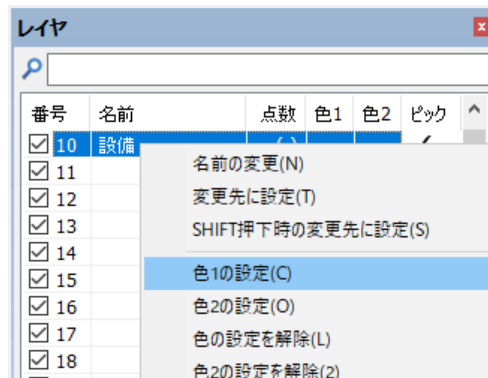 レイヤ
番号 名前 点数 色1 色2 ピック
10 設備
名前の変更(N)
11
変更先に設定(T)
12
13 SHIFT押下時の変更先に設定(S)
14
15 色1の設定(C)
16 色2の設定(O)
17 色の設定を解除(L)
18 色2の設定を解除(2)